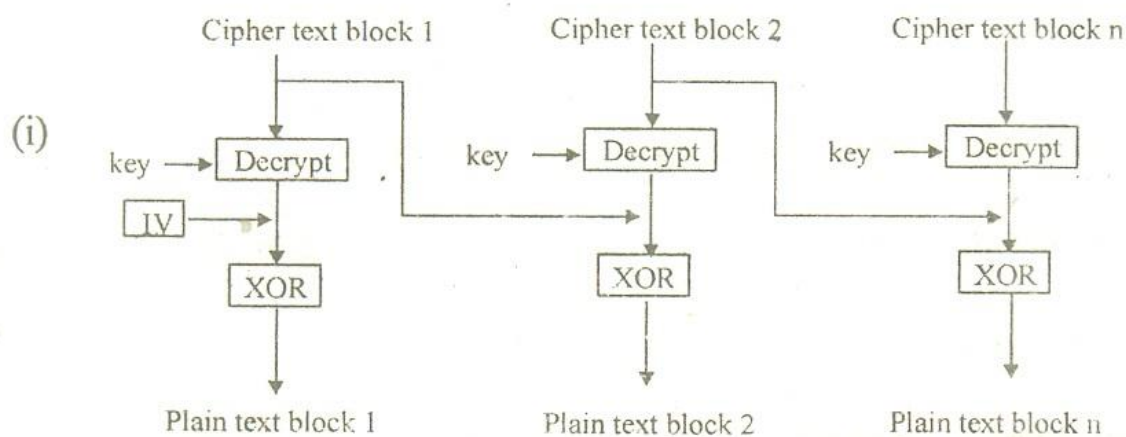 Cipher text block 1 Cipher text block 2 Cipher text block n
(i)
key Decrypt key Decrypt key Decrypt
IV
XOR XOR XOR
Plain text block 1 Plain text block 2 Plain text block n